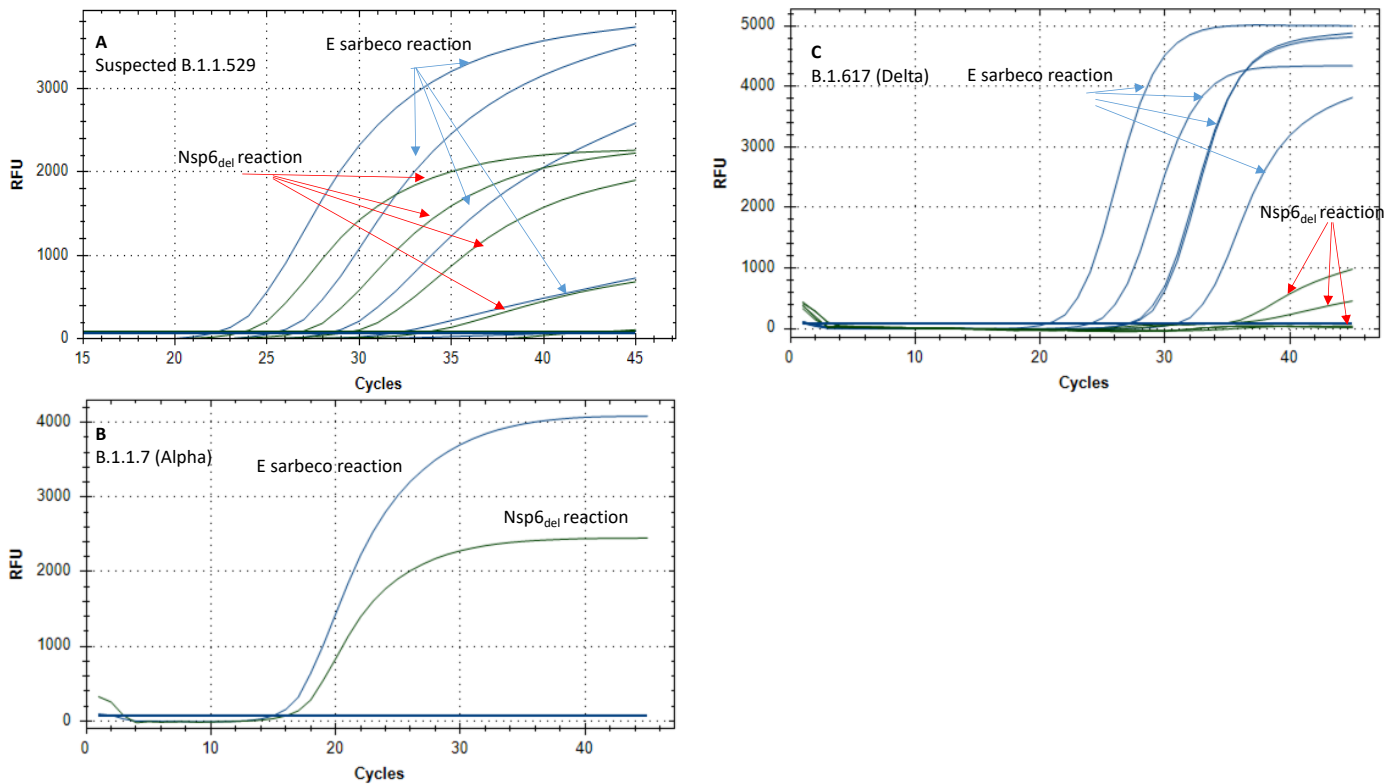 A
Suspected B.1.1.529
E sarbeco reaction
Nsp6del reaction
RFU
3000
2000
1000
0
15 20 25 30 35 40 45
Cycles
C
B.1.617 (Delta)
E sarbeco reaction
Nsp6del reaction
RFU
5000
4000
3000
2000
1000
0
0 10 20 30 40
Cycles
B
B.1.1.7 (Alpha)
E sarbeco reaction
Nsp6del reaction
RFU
4000
3000
2000
1000
0
0 10 20 30 40
Cycles